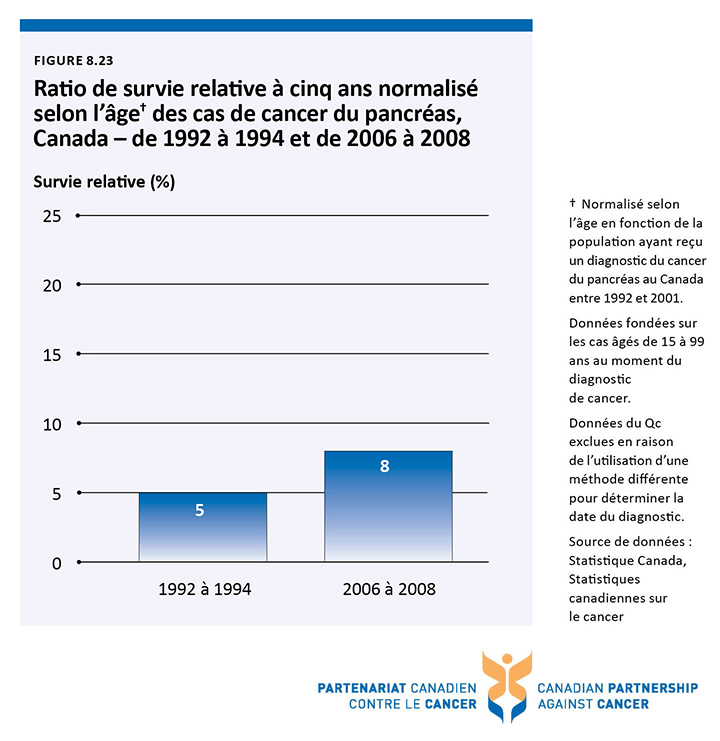 FIGURE 8.23
Ratio de survie relative à cinq ans normalisé
selon l’âge† des cas de cancer du pancréas,
Canada – de 1992 à 1994 et de 2006 à 2008
Survie relative (%)
25
20
15
10
5
0
5
8
1992 à 1994
2006 à 2008
† Normalisé selon
l’âge en fonction de la
population ayant reçu
un diagnostic du cancer
du pancréas au Canada
entre 1992 et 2001.
Données fondées sur
les cas âgés de 15 à 99
ans au moment du
diagnostic
de cancer.
Données du Qc
exclues en raison
de l’utilisation d’une
méthode différente
pour déterminer la
date du diagnostic.
Source de données :
Statistique Canada,
Statistiques
canadiennes sur
le cancer
PARTENARIAT CANADIEN
CONTRE LE CANCER
CANADIAN PARTNERSHIP
AGAINST CANCER